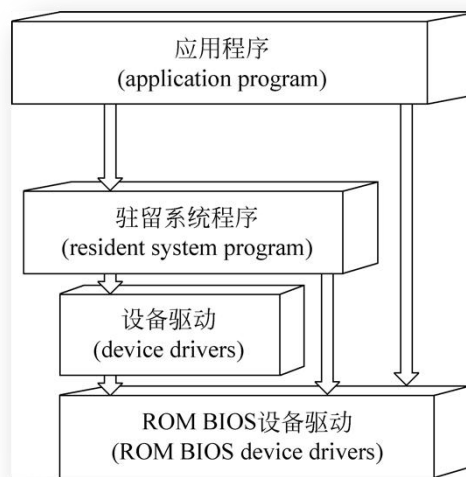 应用程序
(application program)
驻留系统程序
(resident system program)
设备驱动
(device drivers)
ROM BIOS设备驱动
(ROM BIOS device drivers)